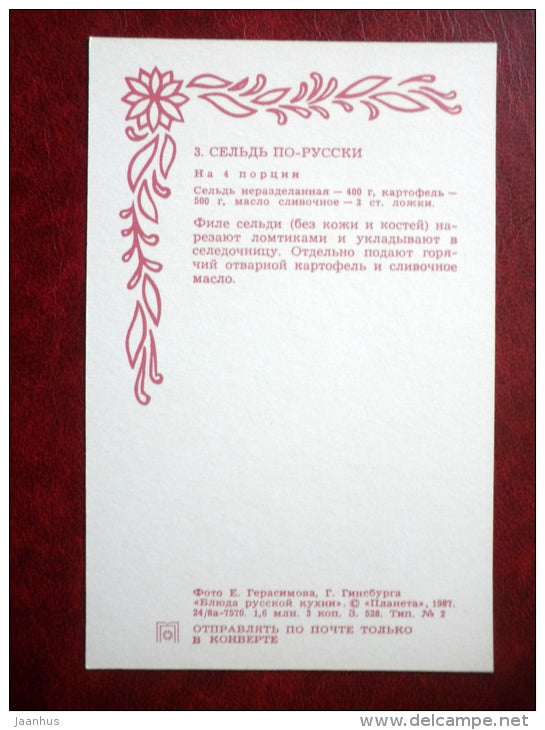 3. СЕЛЬДЬ ПО-РУССКИ
На 4 порции
Сельдь неразделанная — 400 г, картофель —
500 г, масло сливочное — 3 ст. ложки.
Филе сельди (без кожи и костей) на-
резают ломтиками и укладывают в
селедочницу. Отдельно подают горя-
чий отварной картофель и сливочное
масло.
Фото Е. Герасимова, Г. Гинсбурга
«Блюда русской кухни». © «Планета», 1987.
24/8а-7570. 1,6 млн. 3 коп. З. 528. Тип. № 2
ОТПРАВЛЯТЬ ПО ПОЧТЕ ТОЛЬКО
В КОНВЕРТЕ
jaanhus
www.delcampe.net